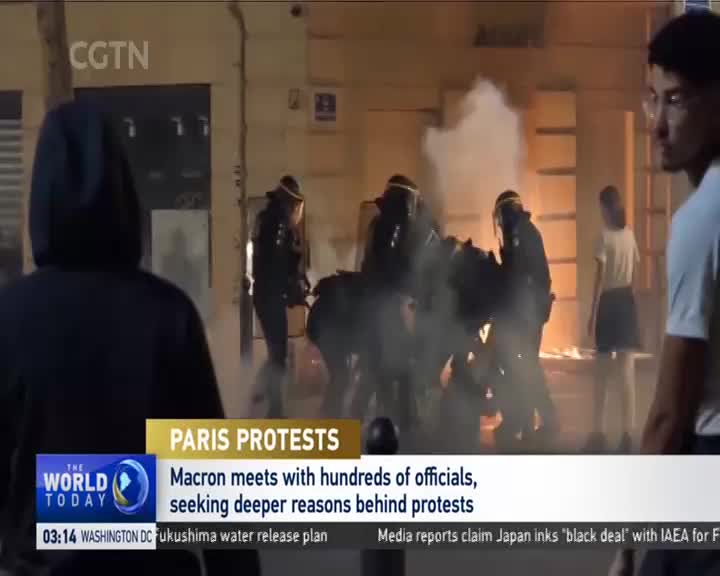 CGTN
PARIS PROTESTS
THE WORLD TODAY
Macron meets with hundreds of officials,
seeking deeper reasons behind protests
03:14 WASHINGTON DC
Fukushima water release plan Media reports claim Japan inks "black deal" with IAEA for F